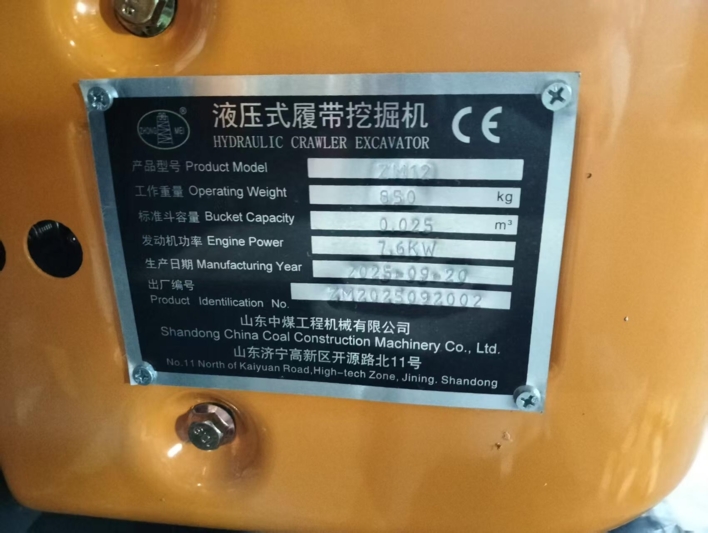 液压式履带挖掘机
HYDRAULIC CRAWLER EXCAVATOR
CE
ZHONG MEI
®
产品型号 Product Model ZM12
工作重量 Operating Weight 850 kg
标准斗容量 Bucket Capacity 0.025 m³
发动机功率 Engine Power 7.6KW
生产日期 Manufacturing Year 2025.09.20
出厂编号
Product Identilication No. ZM2025092002
山东中煤工程机械有限公司
Shandong China Coal Construction Machinery Co., Ltd.
山东济宁高新区开源路北11号
No.11 North of Kaiyuan Road,High-tech Zone, Jining. Shandong